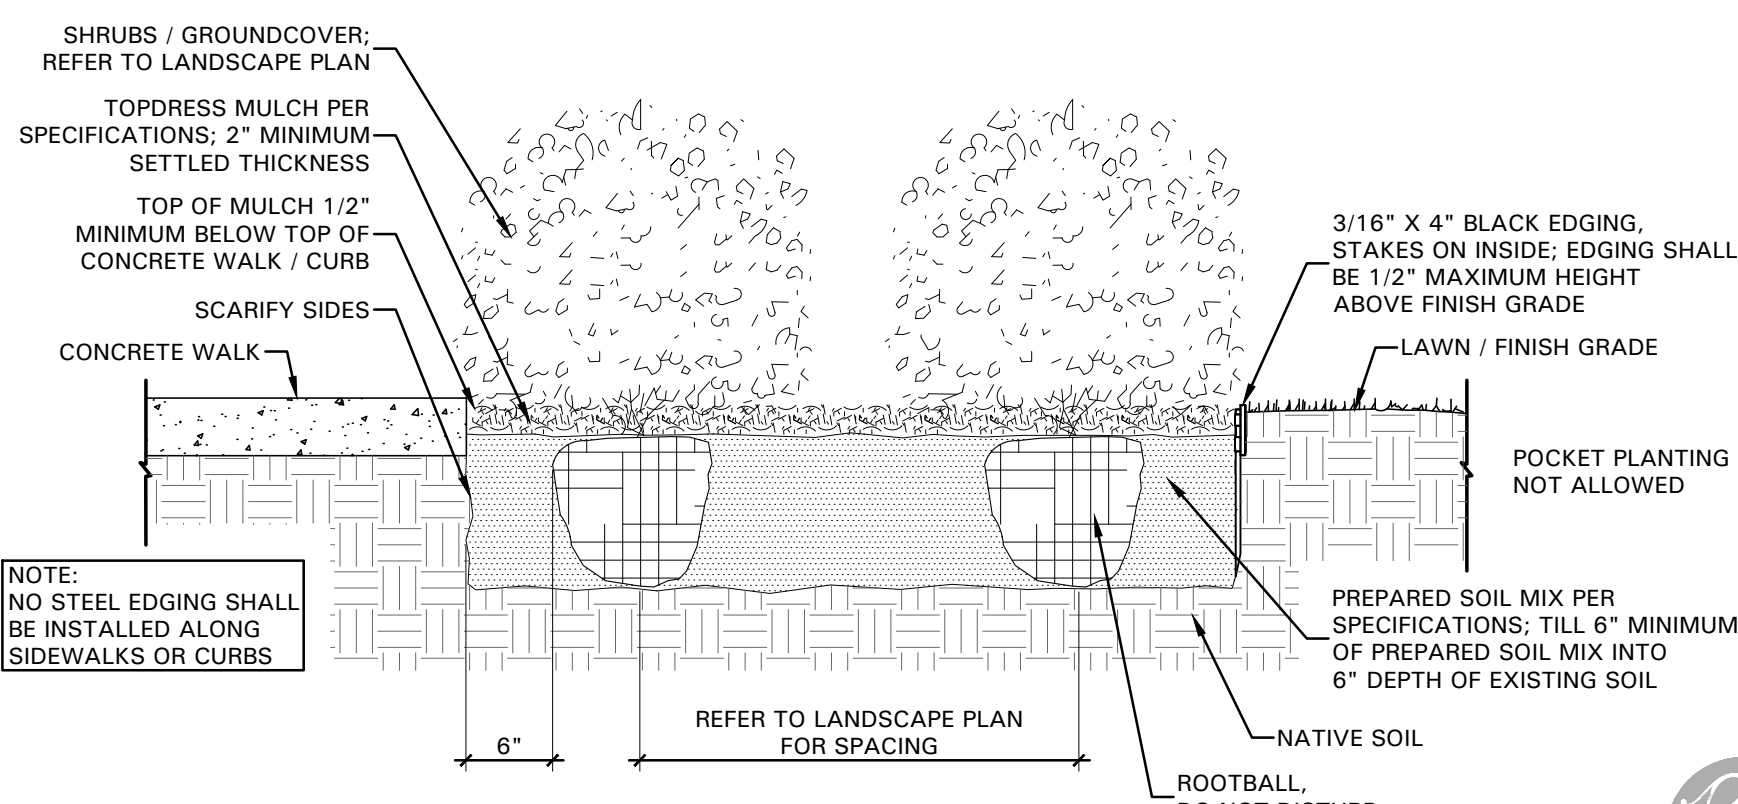 SHRUBS / GROUNDCOVER;
REFER TO LANDSCAPE PLAN
TOPDRESS MULCH PER
SPECIFICATIONS; 2" MINIMUM
SETTLED THICKNESS
TOP OF MULCH 1/2"
MINIMUM BELOW TOP OF
CONCRETE WALK / CURB
SCARIFY SIDES
CONCRETE WALK
NOTE:
NO STEEL EDGING SHALL
BE INSTALLED ALONG
SIDEWALKS OR CURBS
6"
REFER TO LANDSCAPE PLAN
FOR SPACING
3/16" X 4" BLACK EDGING,
STAKES ON INSIDE; EDGING SHALL
BE 1/2" MAXIMUM HEIGHT
ABOVE FINISH GRADE
LAWN / FINISH GRADE
POCKET PLANTING
NOT ALLOWED
PREPARED SOIL MIX PER
SPECIFICATIONS; TILL 6" MINIMUM
OF PREPARED SOIL MIX INTO
6" DEPTH OF EXISTING SOIL
NATIVE SOIL
ROOTBALL,
DO NOT DISTURB